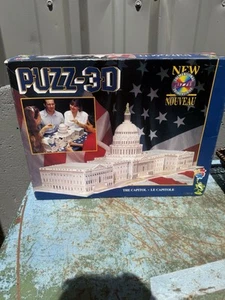 PUZZ-3D
NEW
NOUVEAU
THE CAPITOL - LE CAPITOLE